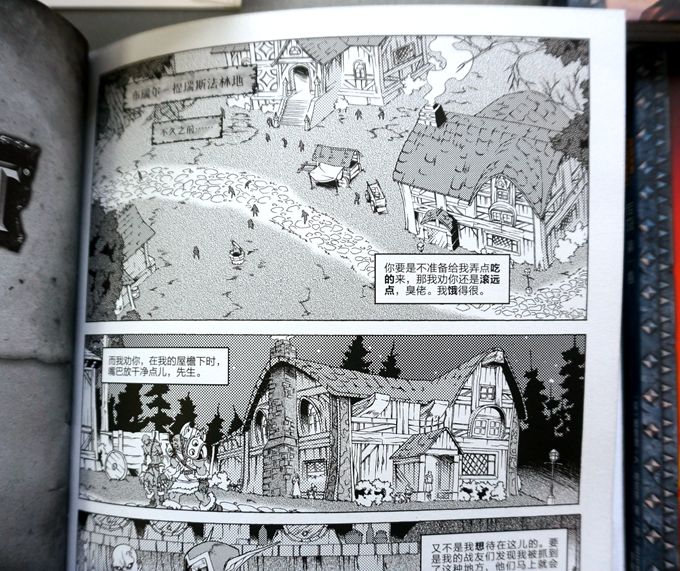 布瑞尔—提瑞斯法林地
不久之前……
你要是不准备给我弄点吃
的来，那我劝你还是滚远
点，臭佬。我饿得很。
而我劝你，在我的屋檐下时，
嘴巴放干净点儿，先生。
又不是我想待在这儿的。要
是我的战友们发现我被抓到
了这种地方，他们马上就会